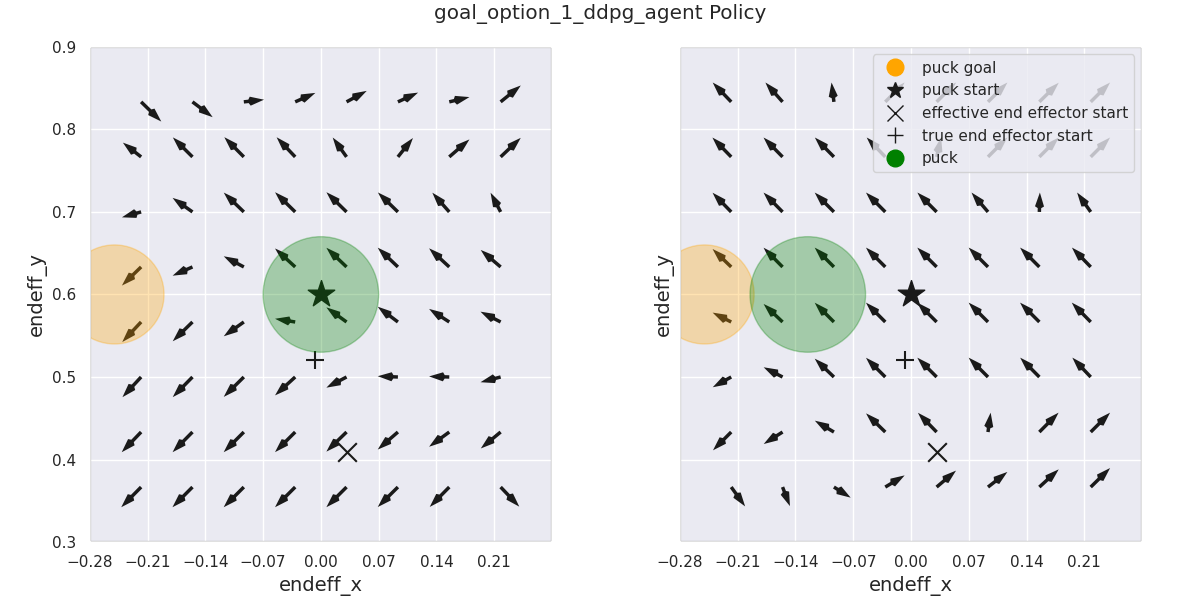 goal_option_1_ddpg_agent Policy
0.9
0.8
0.7
0.6
0.5
0.4
0.3
endeff_y
−0.28 −0.21 −0.14 −0.07 0.00 0.07 0.14 0.21
endeff_x
puck goal
puck start
effective end effector start
true end effector start
puck
endeff_y
−0.28 −0.21 −0.14 −0.07 0.00 0.07 0.14 0.21
endeff_x